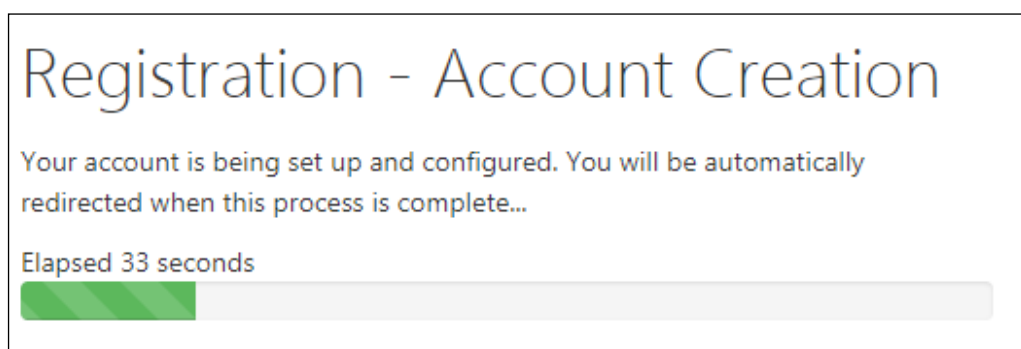 Registration - Account Creation
Your account is being set up and configured. You will be automatically
redirected when this process is complete...
Elapsed 33 seconds